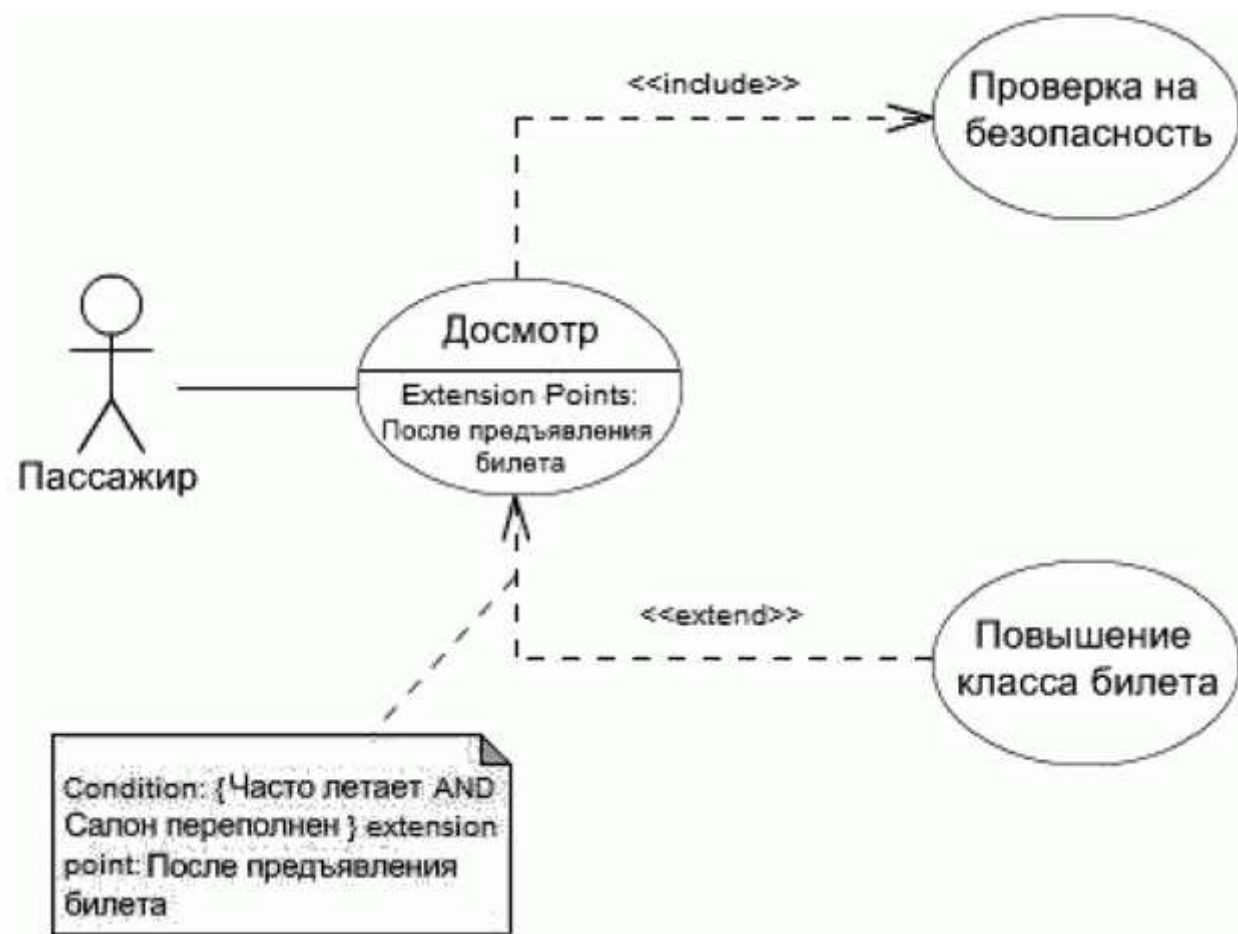 <<include>>
Проверка на
безопасность
Досмотр
Extension Points:
После предъявления
билета
Пассажир
<<extend>>
Повышение
класса билета
Condition: {Часто летает AND
Салон переполнен } extension
point: После предъявления
билета